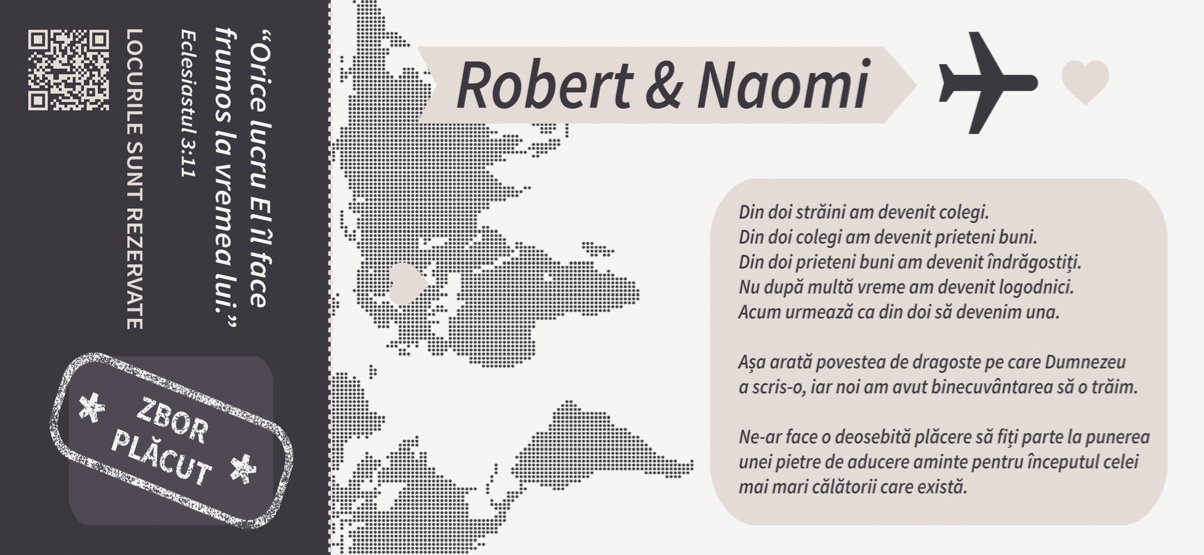 “Orice lucru El îl face
frumos la vremea lui.”
Eclesiastul 3:11
LOCURILE SUNT REZERVATE
ZBOR
PLĂCUT
Robert & Naomi
Din doi străini am devenit colegi.
Din doi colegi am devenit prieteni buni.
Din doi prieteni buni am devenit îndrăgostiți.
Nu după multă vreme am devenit logodnici.
Acum urmează ca din doi să devenim una.
Așa arată povestea de dragoste pe care Dumnezeu
a scris-o, iar noi am avut binecuvântarea să o trăim.
Ne-ar face o deosebită plăcere să fiți parte la punerea
unei pietre de aducere aminte pentru începutul celei
mai mari călătorii care există.